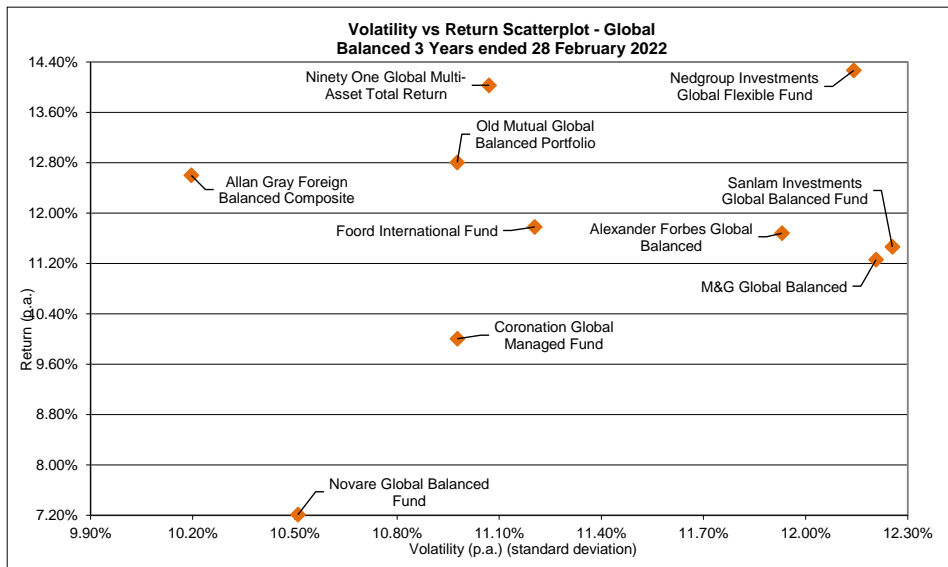 Volatility vs Return Scatterplot - Global
Balanced 3 Years ended 28 February 2022
14.40%
13.60%
12.80%
12.00%
11.20%
10.40%
9.60%
8.80%
8.00%
7.20%
Return (p.a.)
Ninety One Global Multi-
Asset Total Return
Nedgroup Investments
Global Flexible Fund
Old Mutual Global
Balanced Portfolio
Allan Gray Foreign
Balanced Composite
Sanlam Investments
Global Balanced Fund
Foord International Fund
Alexander Forbes Global
Balanced
M&G Global Balanced
Coronation Global
Managed Fund
Novare Global Balanced
Fund
9.90%
10.20%
10.50%
10.80%
11.10%
11.40%
11.70%
12.00%
12.30%
Volatility (p.a.) (standard deviation)